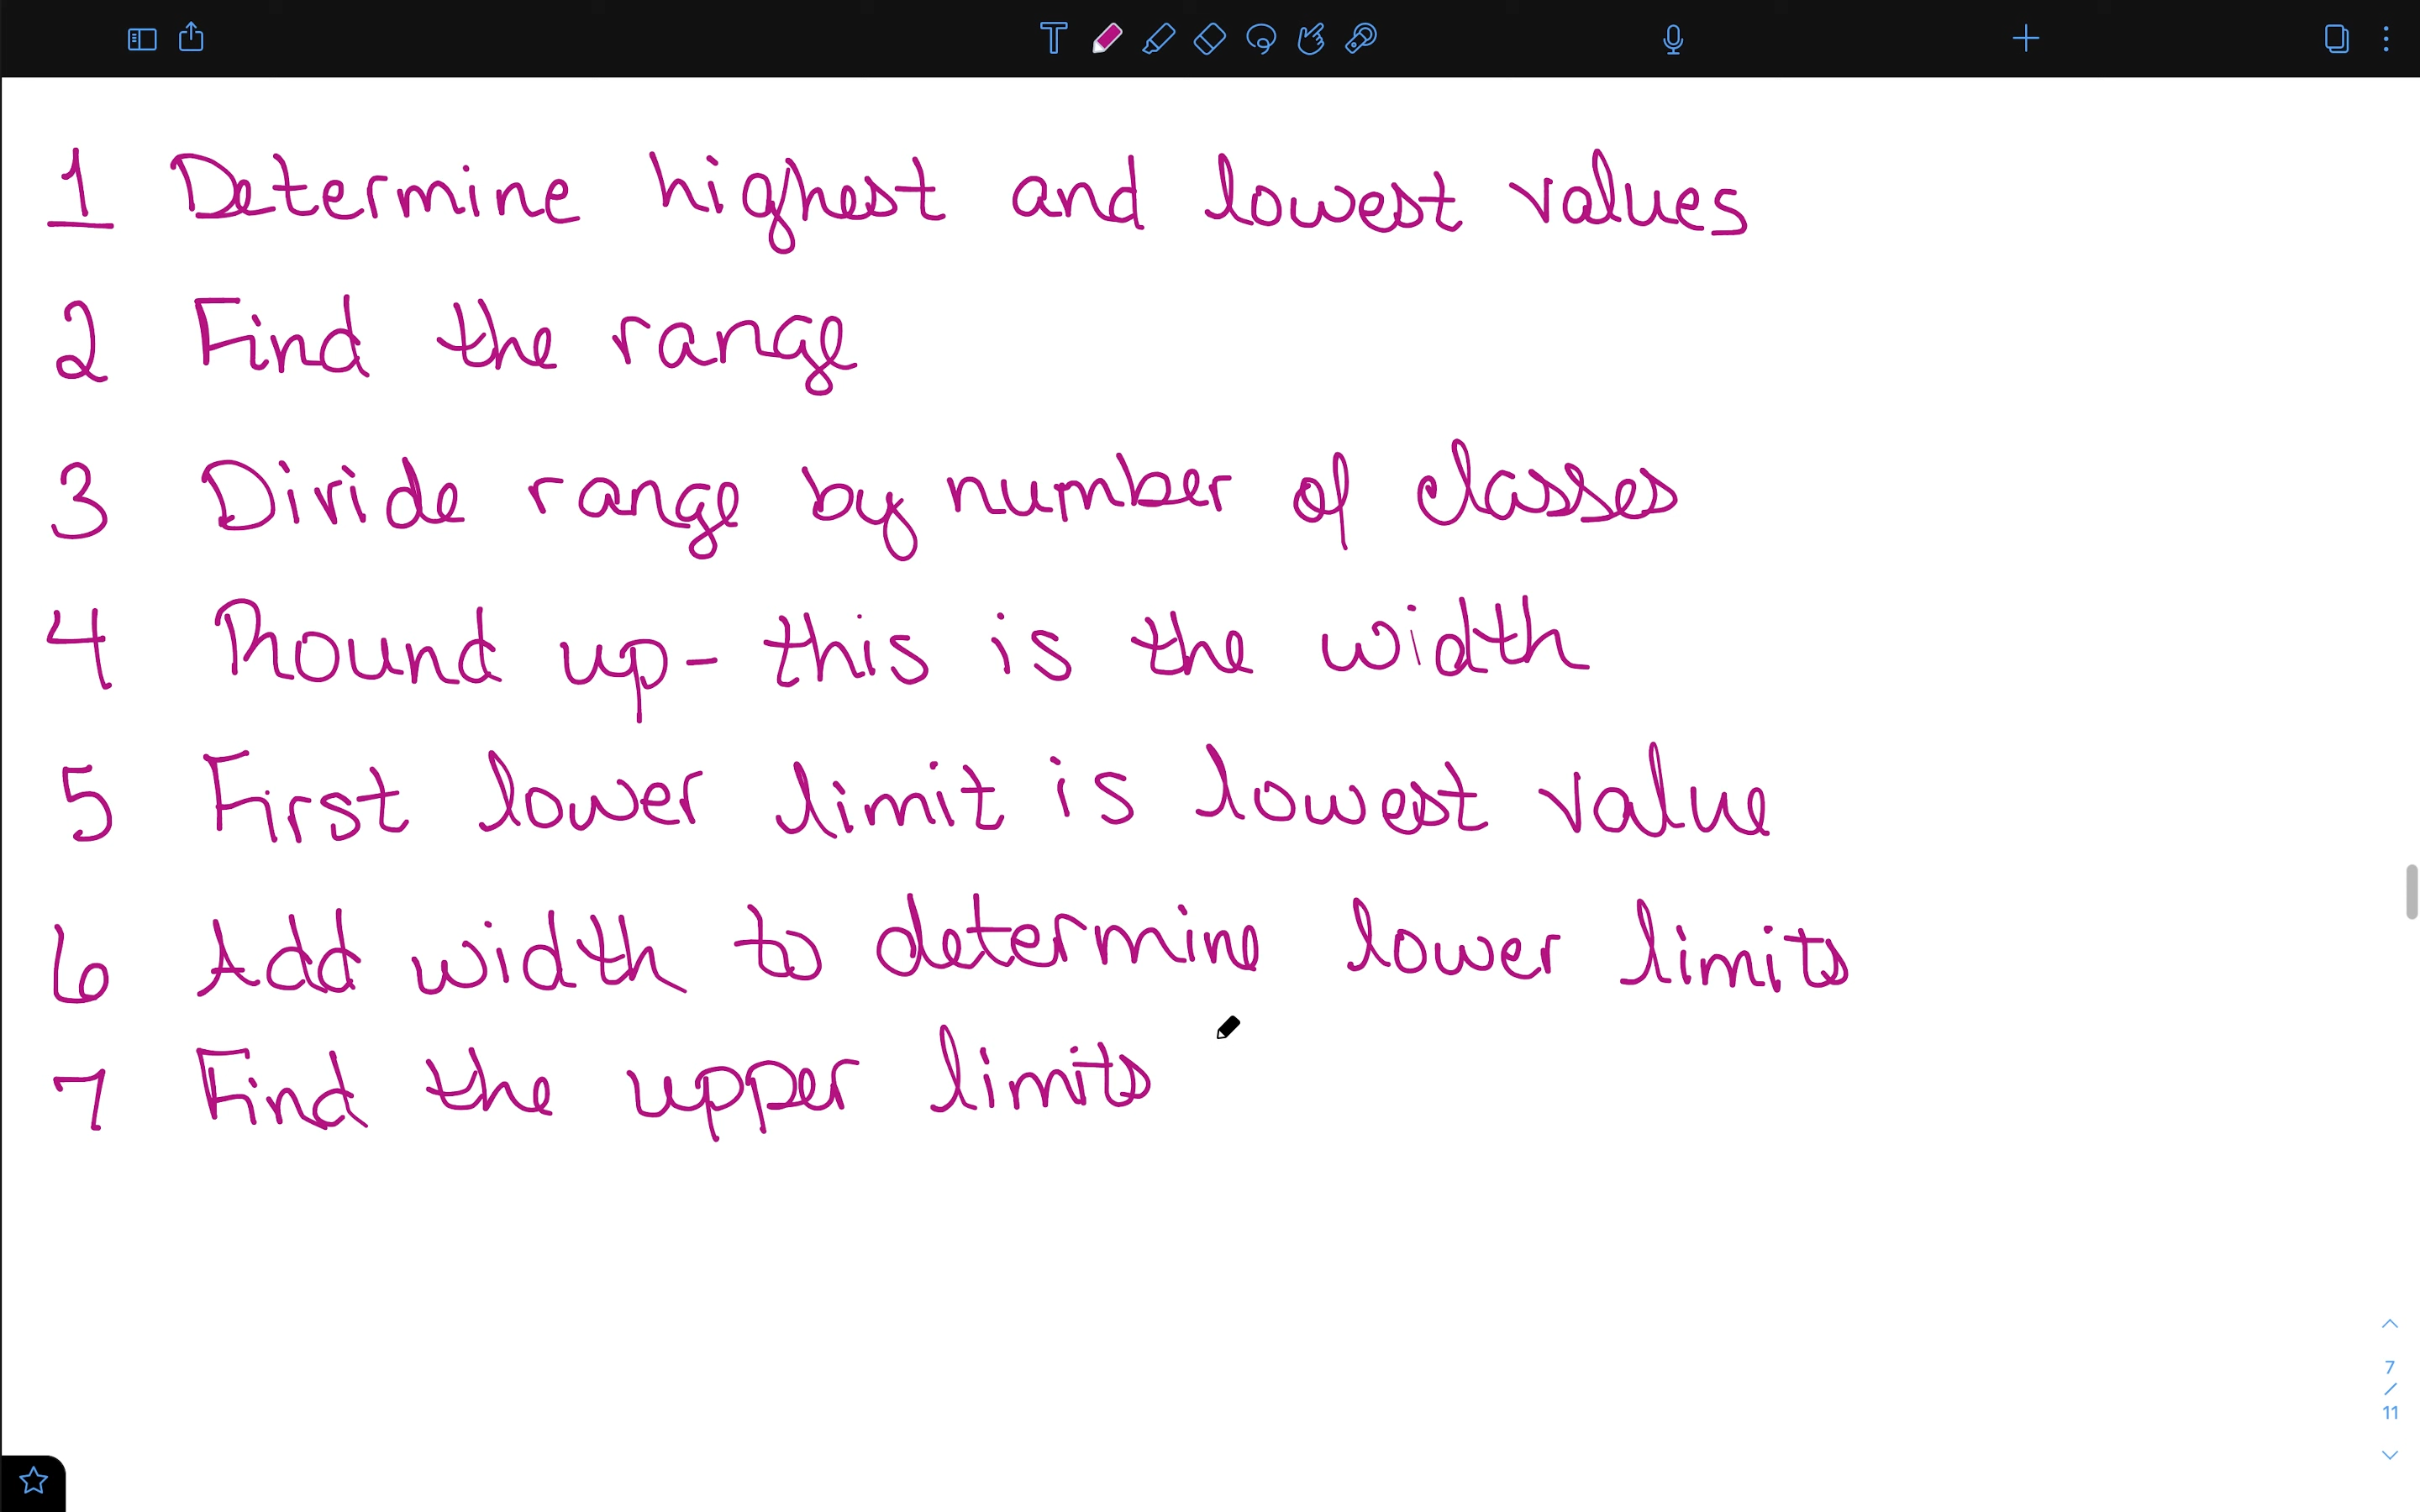 1 Determine highest and lowest values
2 Find the range
3 Divide range by number of classes
4 Round up - this is the width
5 First lower limit is lowest value
6 Add width to determine lower limits
7 Find the upper limits
7
/
11